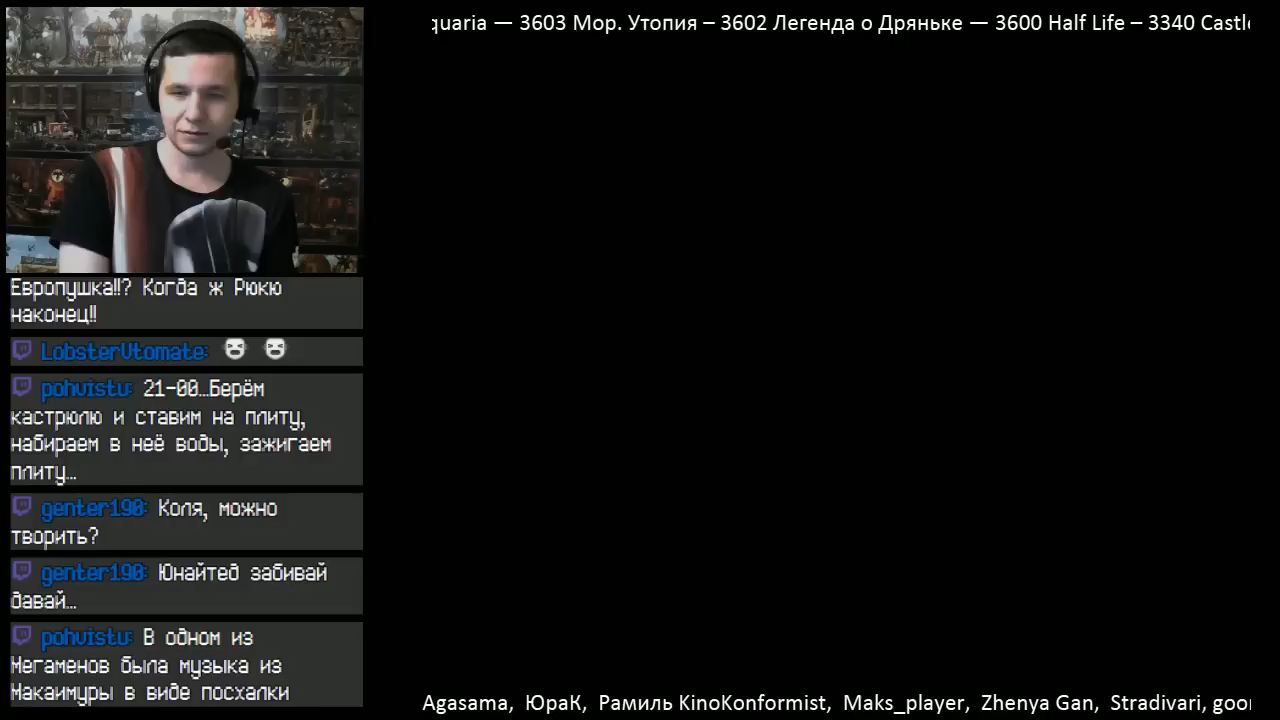 quaria — 3603 Мор. Утопия – 3602 Легенда о Дряньке — 3600 Half Life – 3340 Castle
Европушка!!? Когда ж Рюкю
наконец!!
LobsterUtomate:
pohvistu: 21-00...Берём
кастрюлю и ставим на плиту,
набираем в неё воды, зажигаем
плиту...
genter190: Коля, можно
творить?
genter190: Юнайтед забивай
давай...
pohvistu: В одном из
Мегаменов была музыка из
Макаимуры в виде посхалки
Agasama, ЮраК, Рамиль KinoKonformist, Maks_player, Zhenya Gan, Stradivari, goor